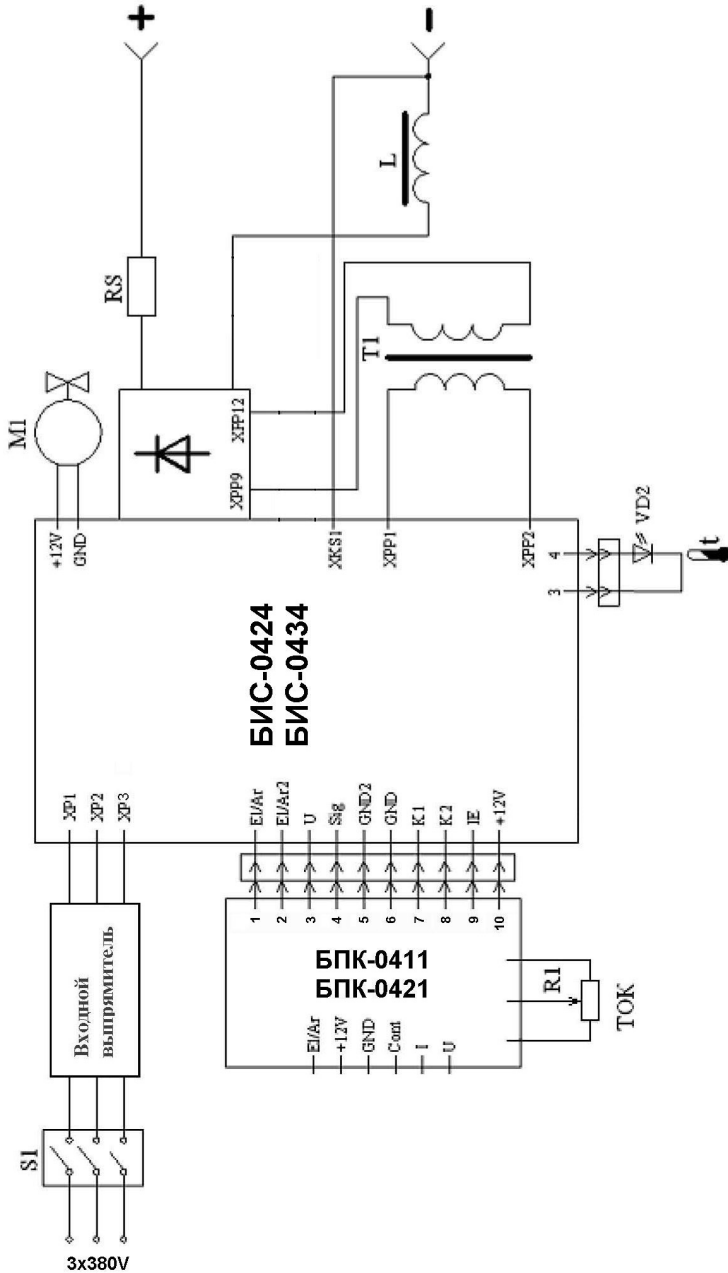 +
-
RS
L
M1
T1
XPP12
XPP9
VD2
t
+12V
GND
XKS1
XPP1
XPP2
4
3
БИС-0424
БИС-0434
XP1
XP2
XP3
El/Ar
El/Ar2
U
Sig
GND2
GND
K1
K2
IE
+12V
1
2
3
4
5
6
7
8
9
10
Входной
выпрямитель
БПК-0411
БПК-0421
R1
ТОК
El/Ar
+12V
GND
Cont
I
U
S1
3x380V